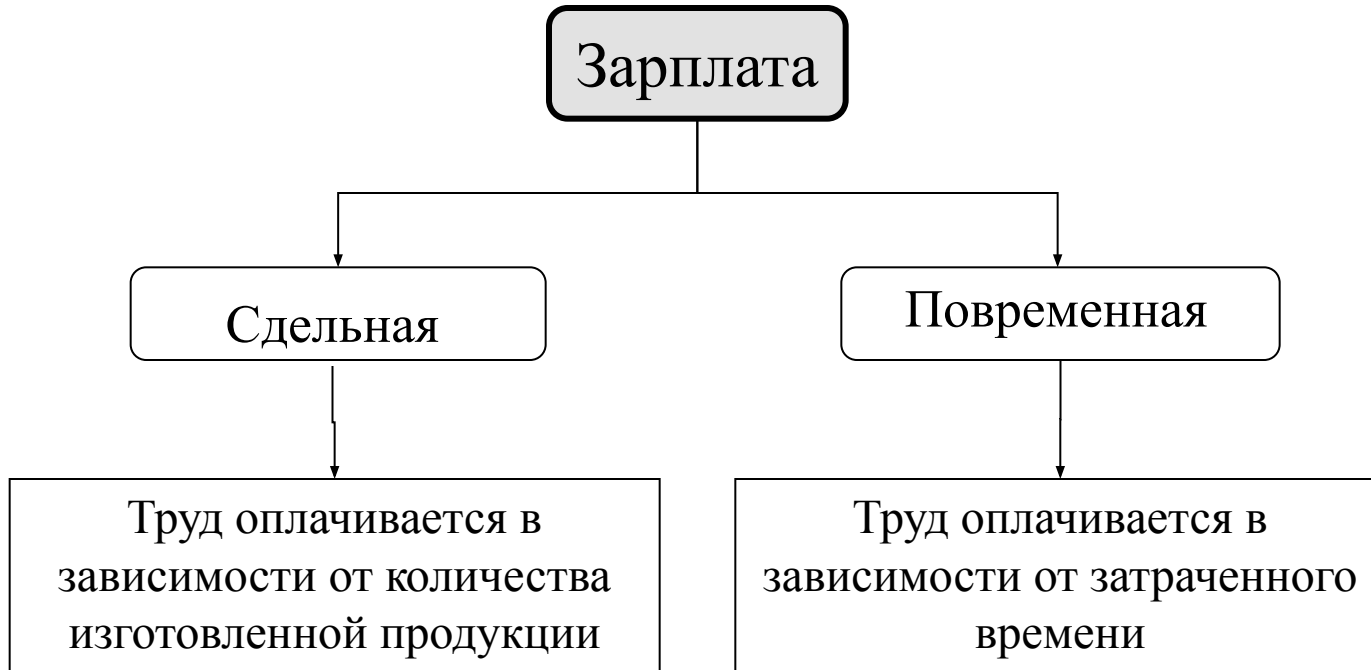 Зарплата
Сдельная
Повременная
Труд оплачивается в
зависимости от количества
изготовленной продукции
Труд оплачивается в
зависимости от затраченного
времени